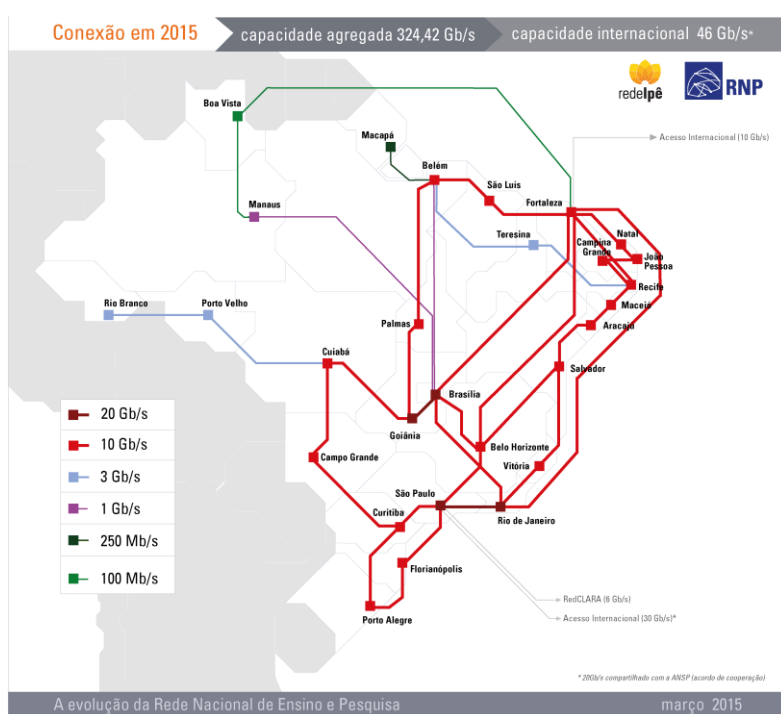 Conexão em 2015
capacidade agregada 324,42 Gb/s
capacidade internacional 46 Gb/s*
redeIpê
RNP
Boa Vista
Macapá
Acesso Internacional (10 Gb/s)
Belém
São Luís
Manaus
Fortaleza
Teresina
Natal
Campina
Grande
João
Pessoa
Recife
Rio Branco
Porto Velho
Maceió
Palmas
Aracaju
Cuiabá
Salvador
Brasília
20 Gb/s
Goiânia
10 Gb/s
Belo Horizonte
Campo Grande
Vitória
3 Gb/s
São Paulo
1 Gb/s
Curitiba
Rio de Janeiro
250 Mb/s
Florianópolis
100 Mb/s
RedCLARA (6 Gb/s)
Porto Alegre
Acesso Internacional (30 Gb/s)*
* 20Gb/s compartilhado com a ANSP (acordo de cooperação)
A evolução da Rede Nacional de Ensino e Pesquisa
março 2015